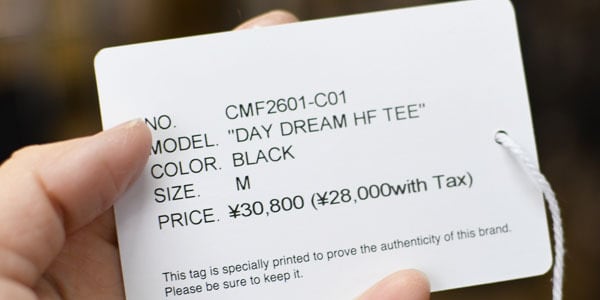 NO. CMF2601-C01
MODEL. "DAY DREAM HF TEE"
COLOR. BLACK
SIZE. M
PRICE. ¥30,800 (¥28,000with Tax)
This tag is specially printed to prove the authenticity of this brand.
Please be sure to keep it.